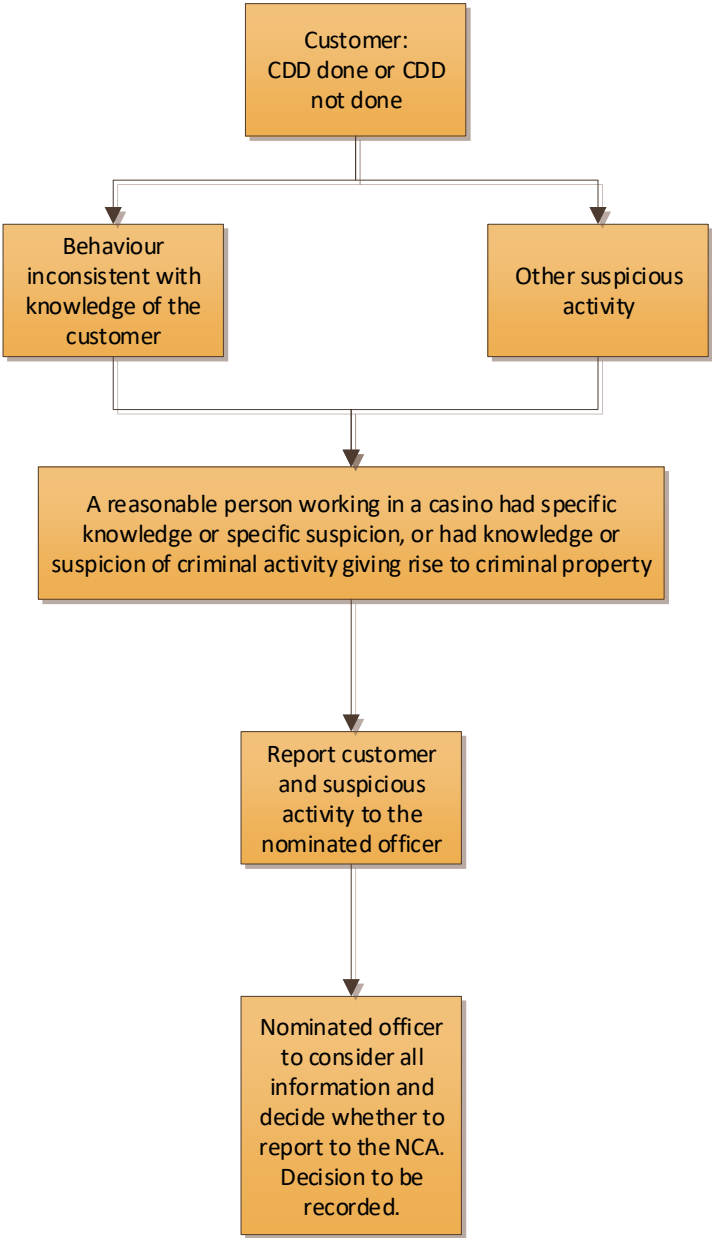 Customer:
CDD done or CDD
not done
Behaviour
inconsistent with
knowledge of the
customer
Other suspicious
activity
A reasonable person working in a casino had specific
knowledge or specific suspicion, or had knowledge or
suspicion of criminal activity giving rise to criminal property
Report customer
and suspicious
activity to the
nominated officer
Nominated officer
to consider all
information and
decide whether to
report to the NCA.
Decision to be
recorded.